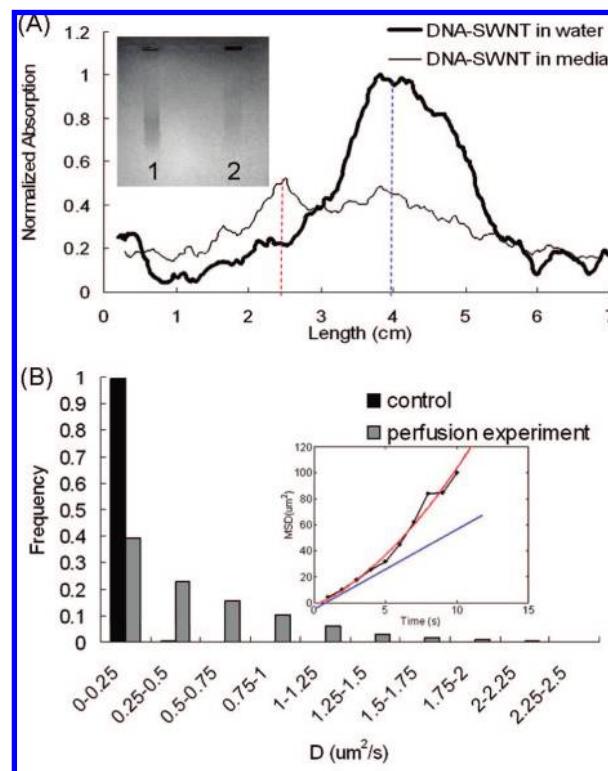 (A)
DNA-SWNT in water
DNA-SWNT in media
1.2
1
0.8
0.6
0.4
0.2
0
Normalized Absorption
1 2
0 1 2 3 4 5 6 7
Length (cm)
(B)
control
perfusion experiment
1
0.9
0.8
0.7
0.6
0.5
0.4
0.3
0.2
0.1
0
Frequency
120
100
80
60
40
20
0
MSD(um²)
0 5 10 15
Time (s)
0-0.25
0.25-0.5
0.5-0.75
0.75-1
1-1.25
1.25-1.5
1.5-1.75
1.75-2
2-2.25
2.25-2.5
D (um²/s)